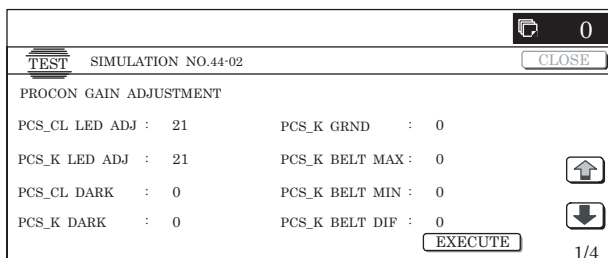 0
TEST SIMULATION NO.44-02 CLOSE
PROCON GAIN ADJUSTMENT
PCS_CL LED ADJ : 21 PCS_K GRND : 0
PCS_K LED ADJ : 21 PCS_K BELT MAX : 0
PCS_CL DARK : 0 PCS_K BELT MIN : 0
PCS_K DARK : 0 PCS_K BELT DIF : 0
EXECUTE
1/4